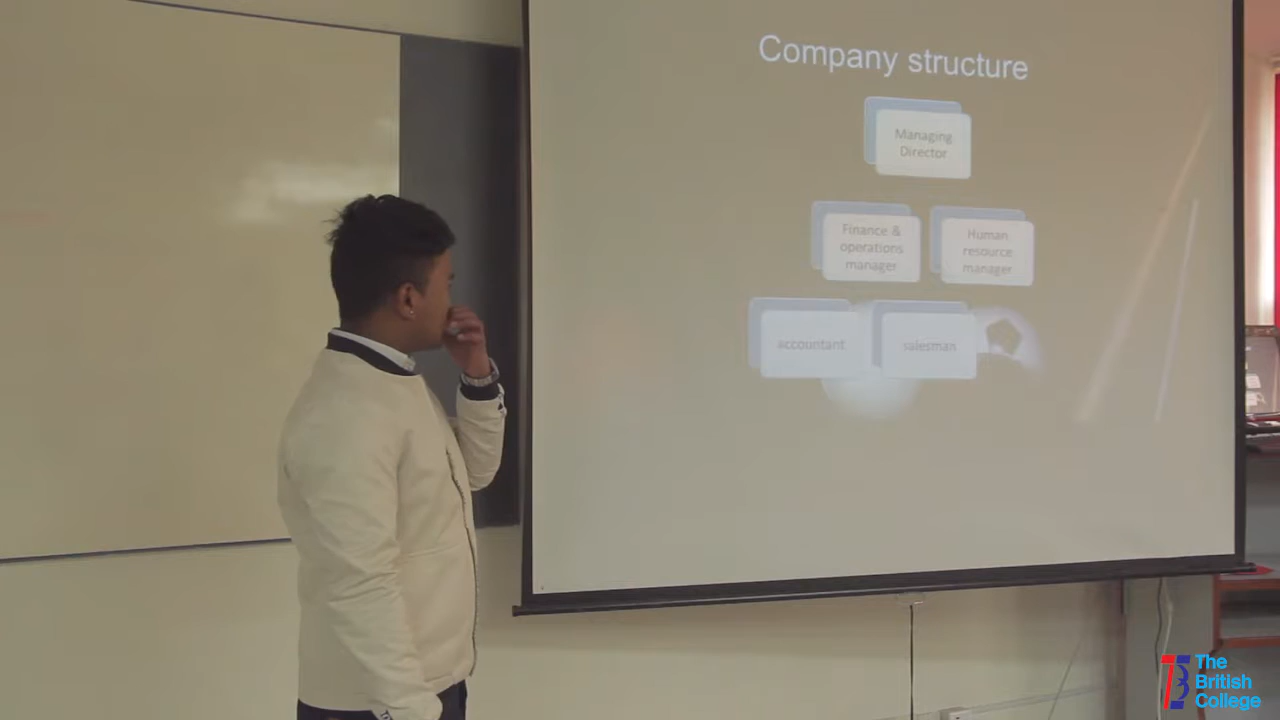 Company structure
Managing
Director
Finance &
operations
manager
Human
resource
manager
accountant
salesman
The
British
College